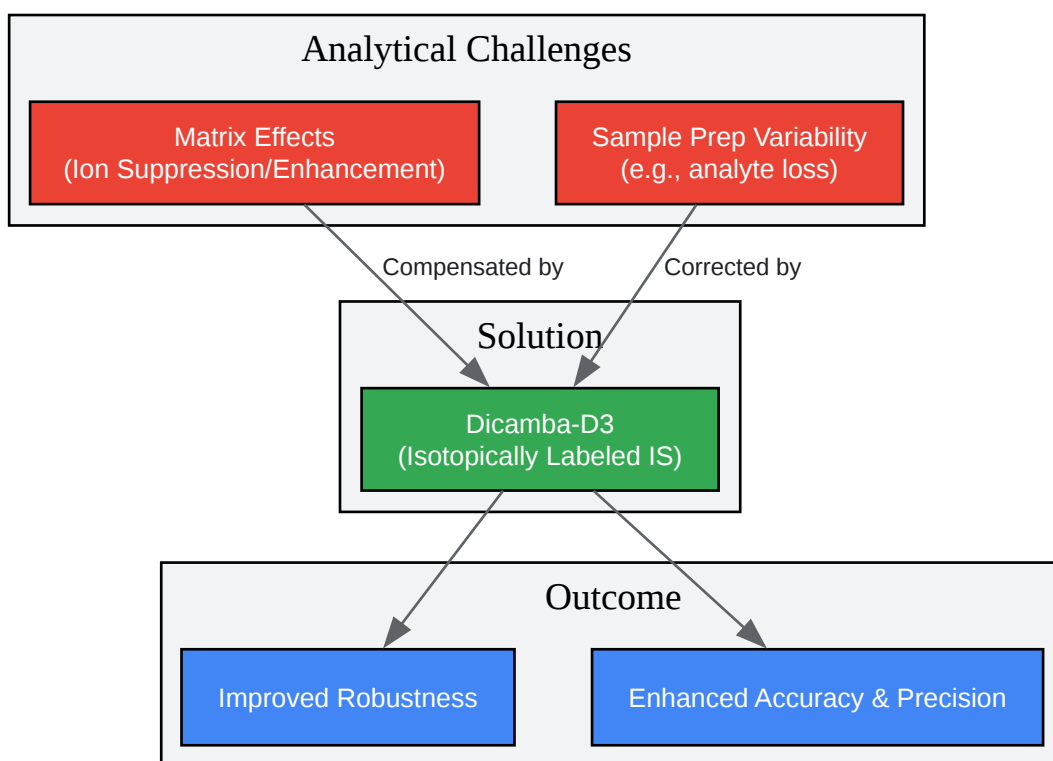 Analytical Challenges
Matrix Effects
(Ion Suppression/Enhancement)
Sample Prep Variability
(e.g., analyte loss)
Compensated by
Corrected by
Solution
Dicamba-D3
(Isotopically Labeled IS)
Outcome
Improved Robustness
Enhanced Accuracy & Precision